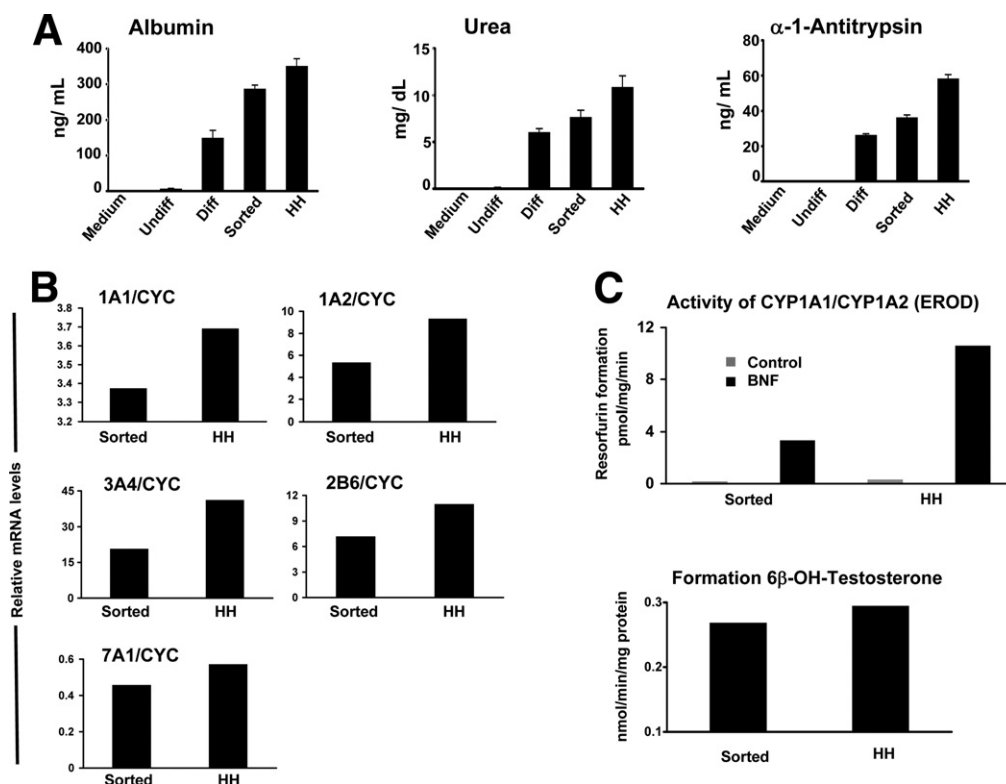 A
Albumin
ng/ mL
400
300
200
100
0
Medium
Undiff
Diff
Sorted
HH
Urea
mg/ dL
15
10
5
0
Medium
Undiff
Diff
Sorted
HH
α-1-Antitrypsin
ng/ mL
80
60
40
20
0
Medium
Undiff
Diff
Sorted
HH
B
Relative mRNA levels
1A1/CYC
3.8
3.7
3.6
3.4
3.3
3.2
Sorted HH
1A2/CYC
10
8
6
4
2
0
Sorted HH
3A4/CYC
45
30
15
0
Sorted HH
2B6/CYC
12
9
6
3
0
Sorted HH
7A1/CYC
0.6
0.4
0.2
0
Sorted HH
C
Activity of CYP1A1/CYP1A2 (EROD)
Resorfurin formation
pmol/mg/min
12
8
4
0
Control
BNF
Sorted HH
Formation 6β-OH-Testosterone
nmol/min/mg protein
0.3
0.2
0.1
Sorted HH